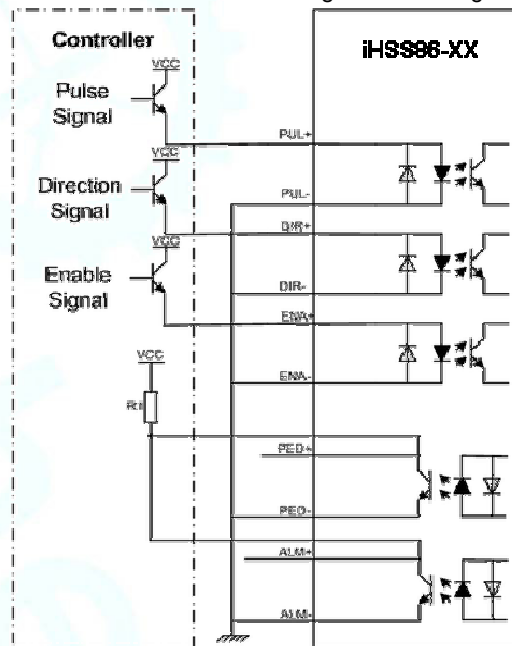 Controller
iHSS86-XX
VCC
Pulse
Signal
PUL+
VCC
PUL-
Direction
Signal
DIR+
VCC
DIR-
Enable
Signal
ENA+
VCC
ENA-
PED+
PED-
ALM+
ALM-